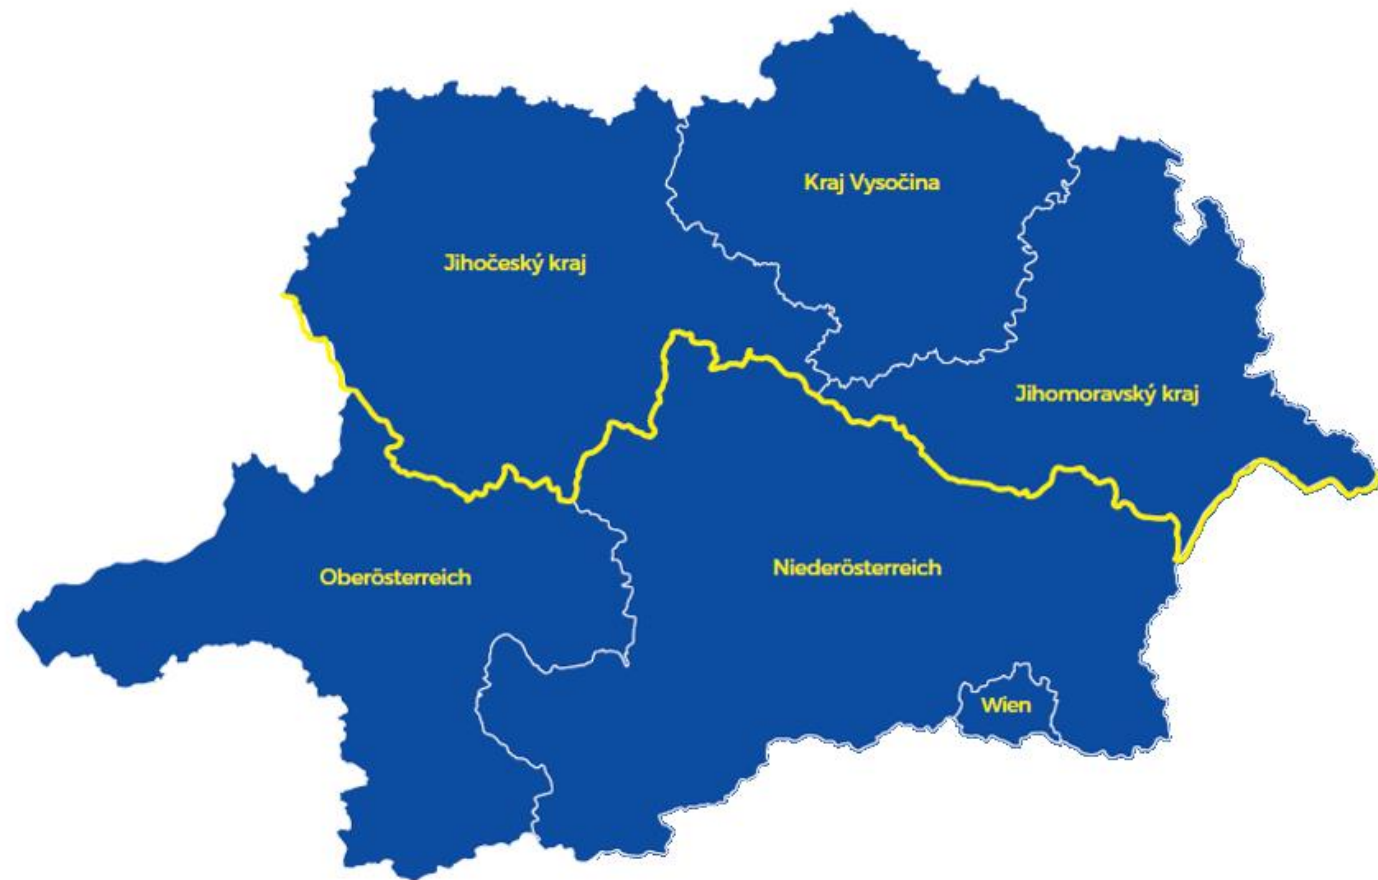 Kraj Vysočina
Jihočeský kraj
Jihomoravský kraj
Oberösterreich
Niederösterreich
Wien